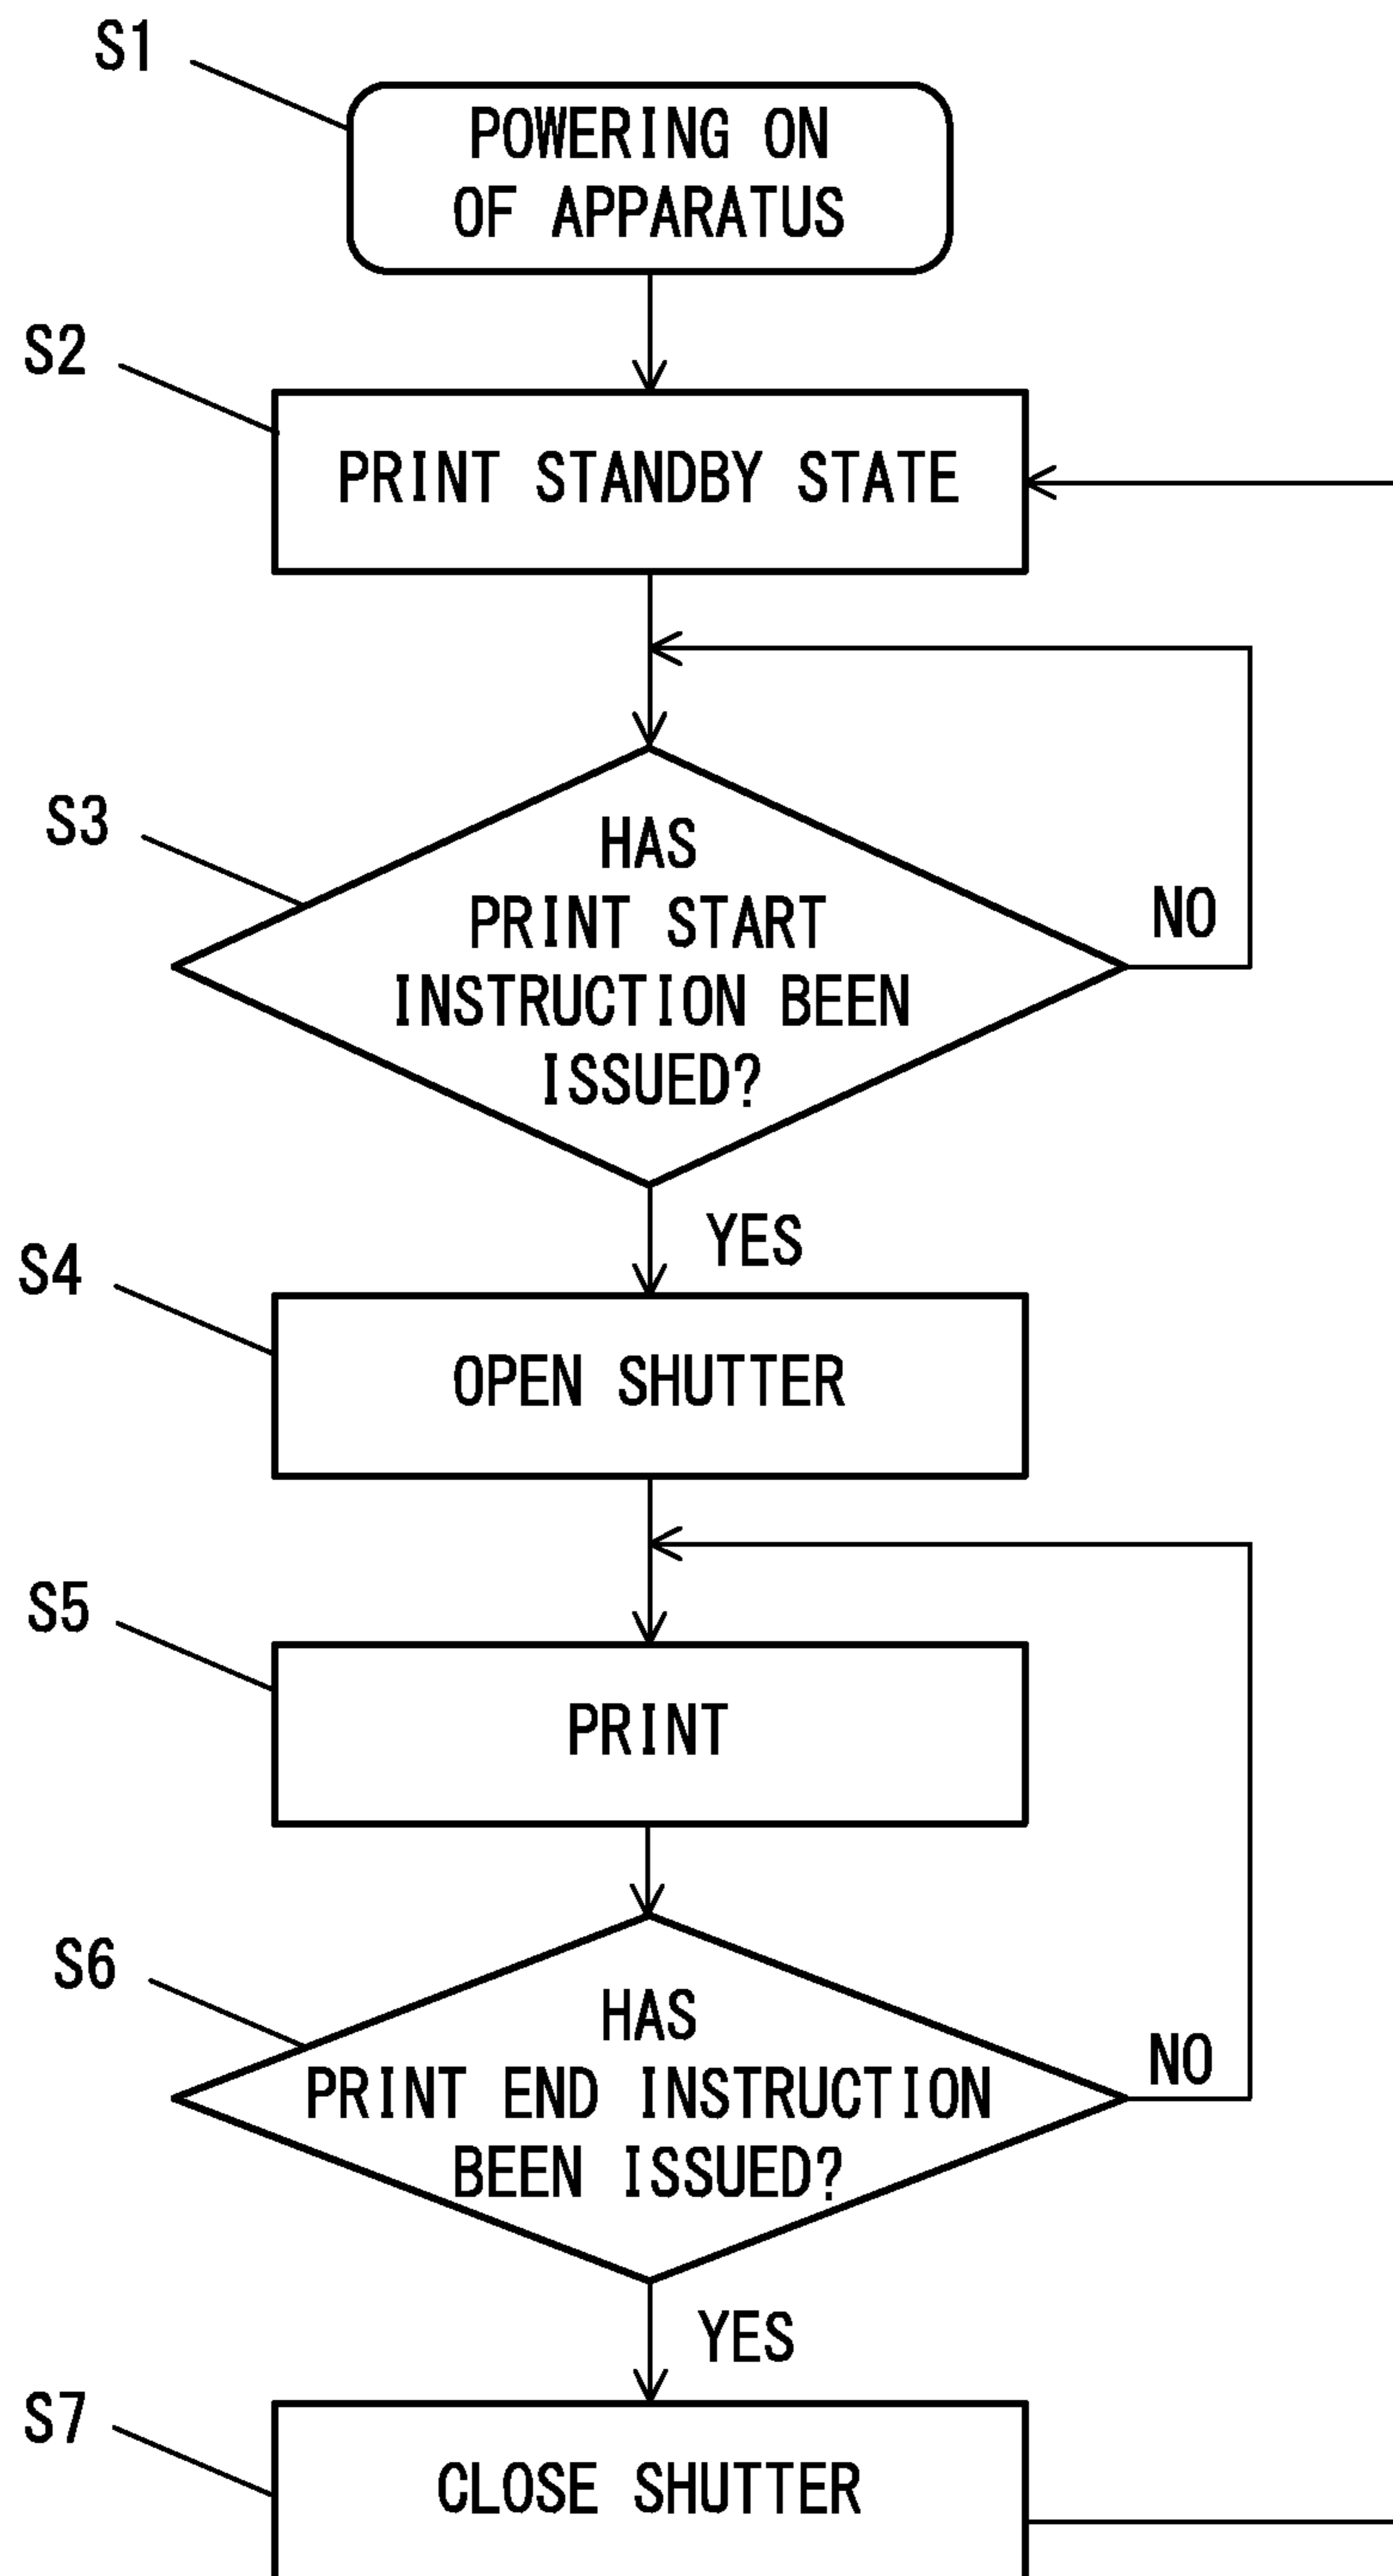 S1
POWERING ON
OF APPARATUS
S2
PRINT STANDBY STATE
S3
HAS
PRINT START
INSTRUCTION BEEN
ISSUED?
NO
YES
S4
OPEN SHUTTER
S5
PRINT
S6
HAS
PRINT END INSTRUCTION
BEEN ISSUED?
NO
YES
S7
CLOSE SHUTTER